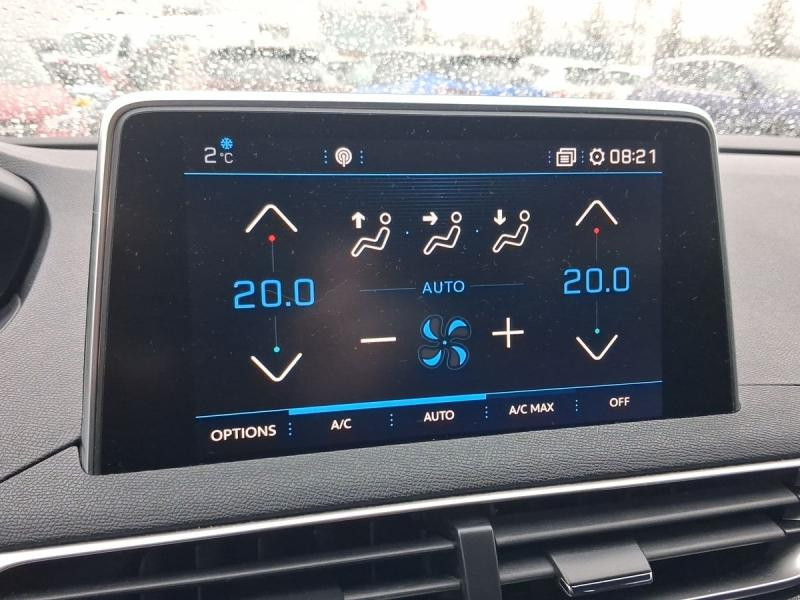 2°C 08:21
20.0 20.0
AUTO
OPTIONS A/C AUTO A/C MAX OFF